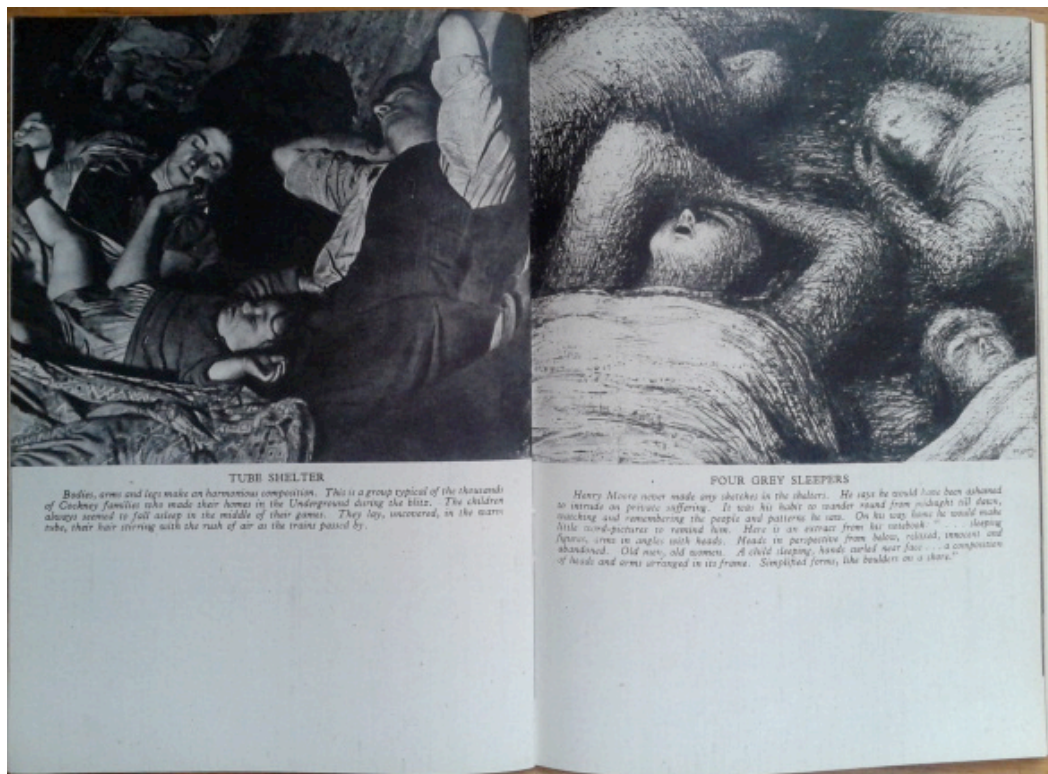 TUBE SHELTER
Bodies, arms and legs make an harmonious composition. This is a group typical of the thousands
of Cockney families who made their homes in the Underground during the blitz. The children
always seemed to fall asleep in the middle of their games. They lay, uncovered, in the warm
tube, their hair stirring with the rush of air as the trains passed by.
FOUR GREY SLEEPERS
Henry Moore never made any sketches in the shelters. He says he would have been ashamed
to intrude on private suffering. It was his habit to wander round from midnight till dawn,
watching and remembering the people and patterns he saw. On his way home he would make
little word-pictures to remind him. Here is an extract from his notebook: ". . . . sleeping
figures, arms in angles with heads. Heads in perspective from below, relaxed, innocent and
abandoned. Old men, old women. A child sleeping, hands curled near face . . . a composition
of heads and arms arranged in its frame. Simplified forms, like boulders on a shore."